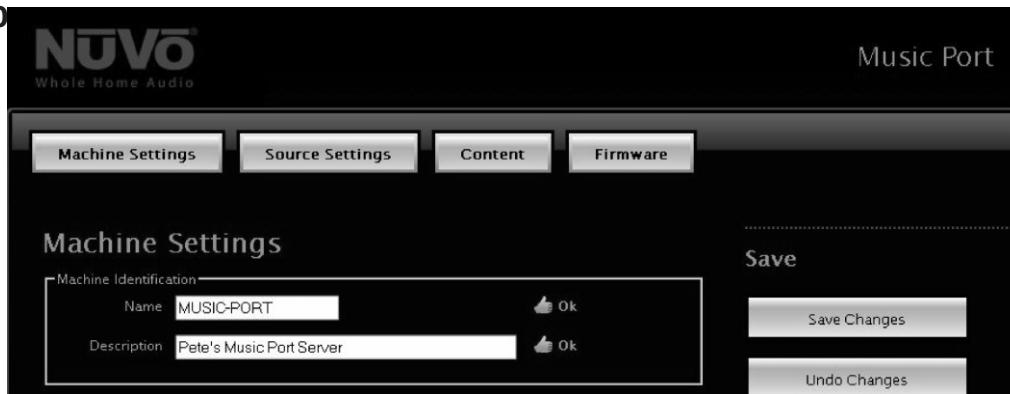 NŪVŌ
Whole Home Audio
Music Port
Machine Settings Source Settings Content Firmware
Machine Settings
Machine Identification
Name MUSIC-PORT Ok
Description Pete's Music Port Server Ok
Save
Save Changes
Undo Changes